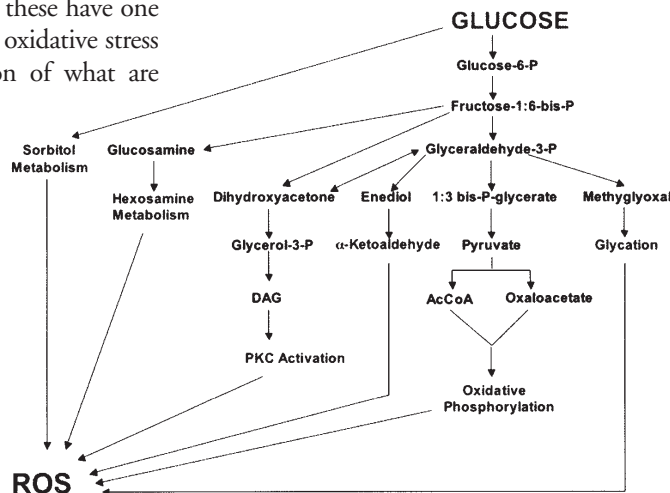 these have one
oxidative stress
on of what are
GLUCOSE
Glucose-6-P
Fructose-1:6-bis-P
Sorbitol
Metabolism
Glucosamine
Glyceraldehyde-3-P
Hexosamine
Metabolism
Dihydroxyacetone
Enediol
1:3 bis-P-glycerate
Methyglyoxal
Glycerol-3-P
α-Ketoaldehyde
Pyruvate
Glycation
DAG
AcCoA
Oxaloacetate
PKC Activation
Oxidative
Phosphorylation
ROS